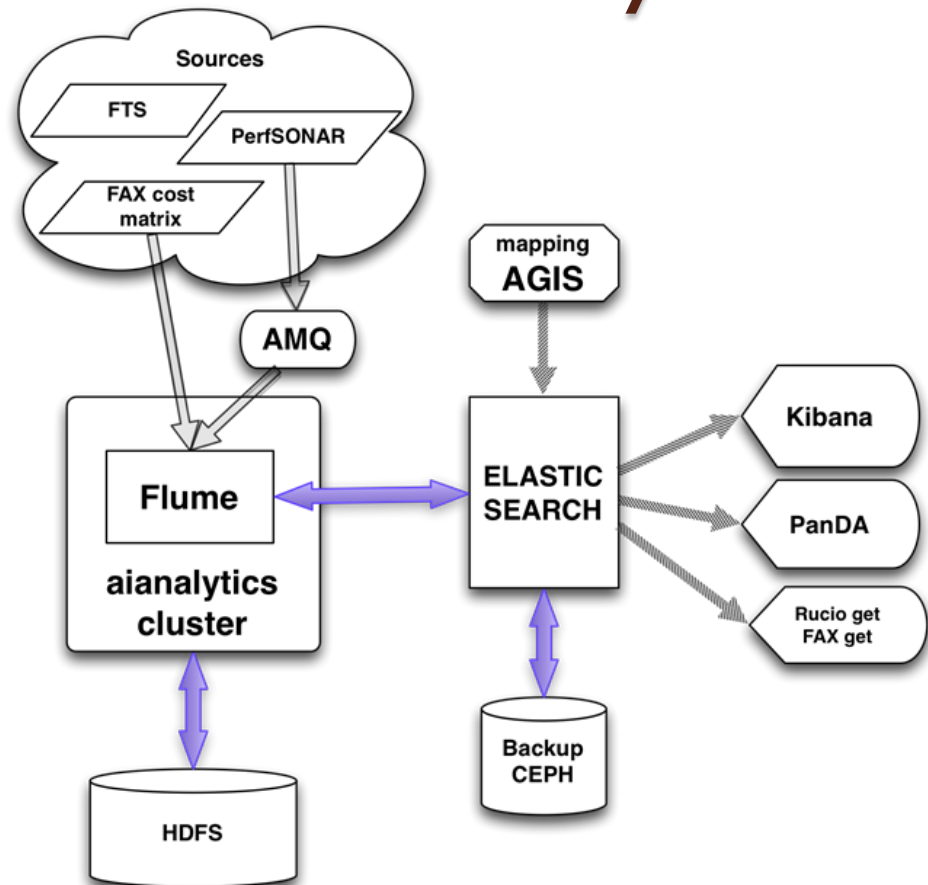 Sources
FTS
PerfSONAR
FAX cost
matrix
mapping
AGIS
AMQ
Kibana
Flume
ELASTIC
SEARCH
PanDA
aianalytics
cluster
Rucio get
FAX get
Backup
CEPH
HDFS